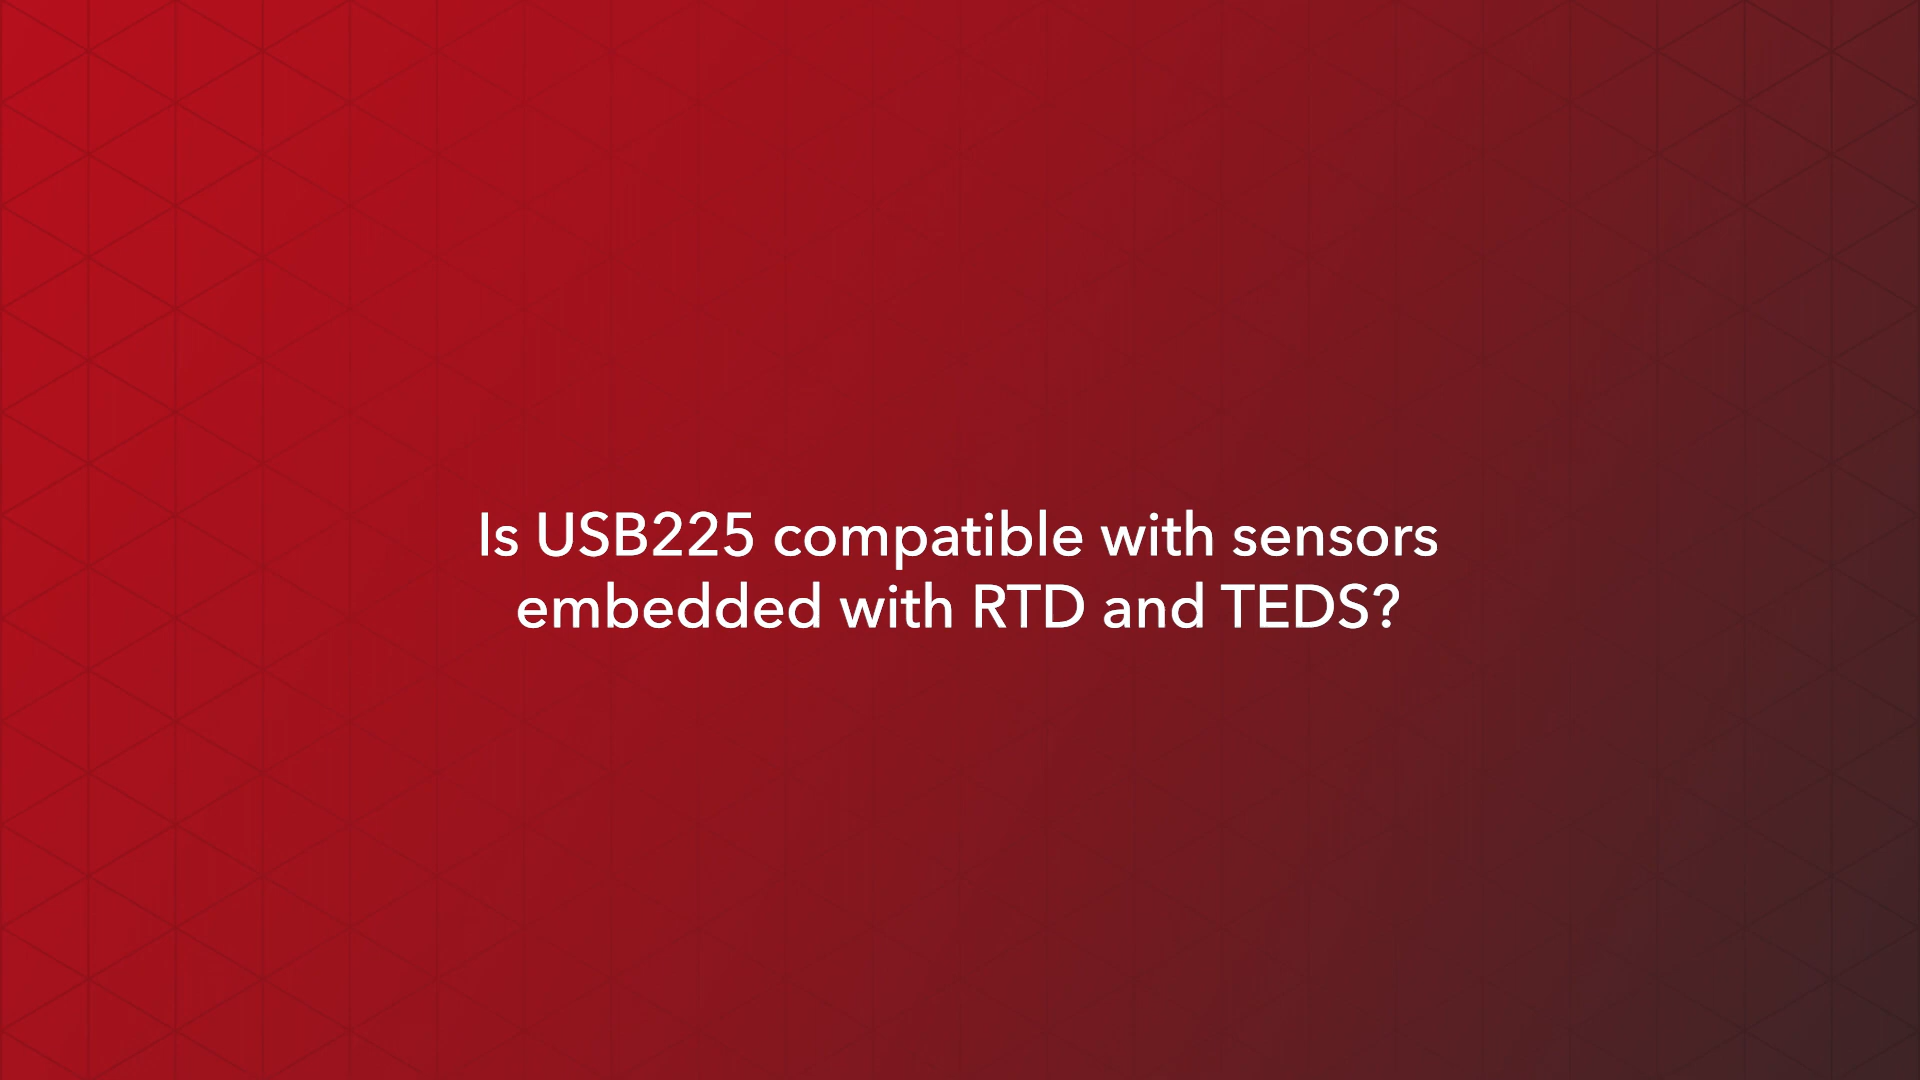 Is USB225 compatible with sensors
embedded with RTD and TEDS?